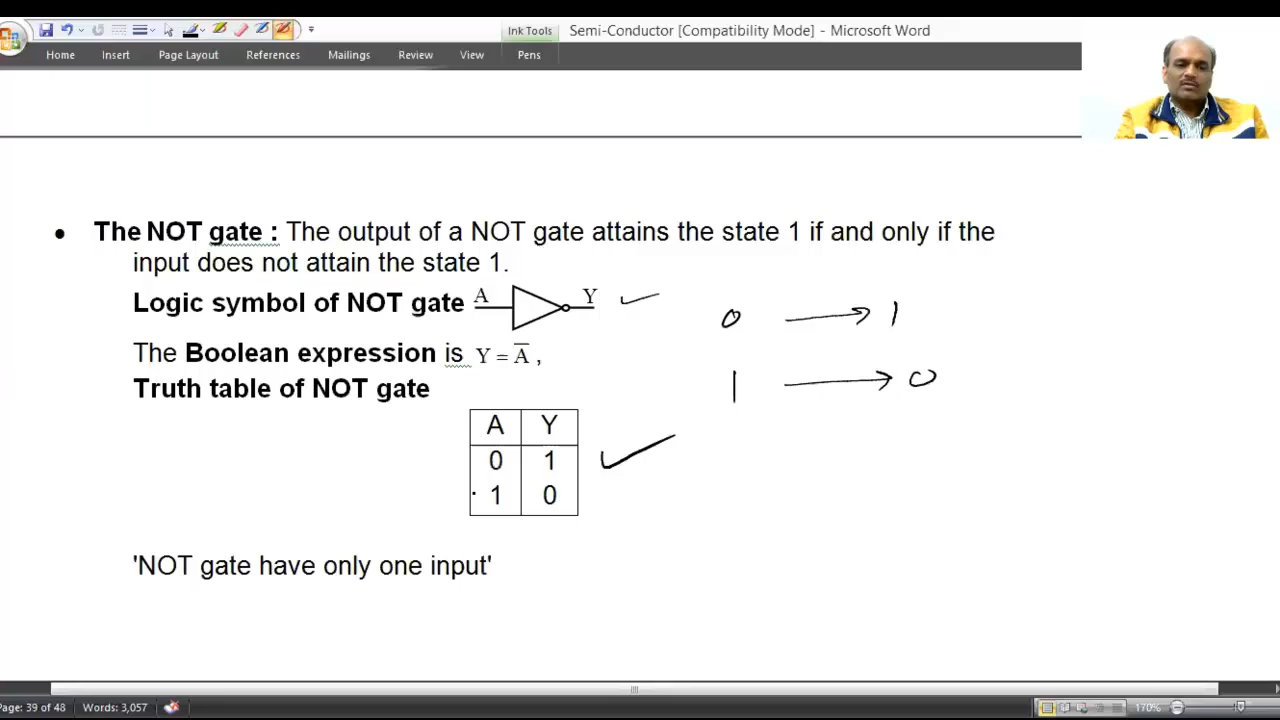 Ink Tools
Semi-Conductor [Compatibility Mode] - Microsoft Word
Home Insert Page Layout References Mailings Review View Pens
• The NOT gate : The output of a NOT gate attains the state 1 if and only if the
input does not attain the state 1.
Logic symbol of NOT gate A Y
0 → 1
The Boolean expression is Y = A̅ ,
Truth table of NOT gate
1 → 0
A Y
0 1
1 0
'NOT gate have only one input'
Page: 39 of 48 Words: 3,057 170%